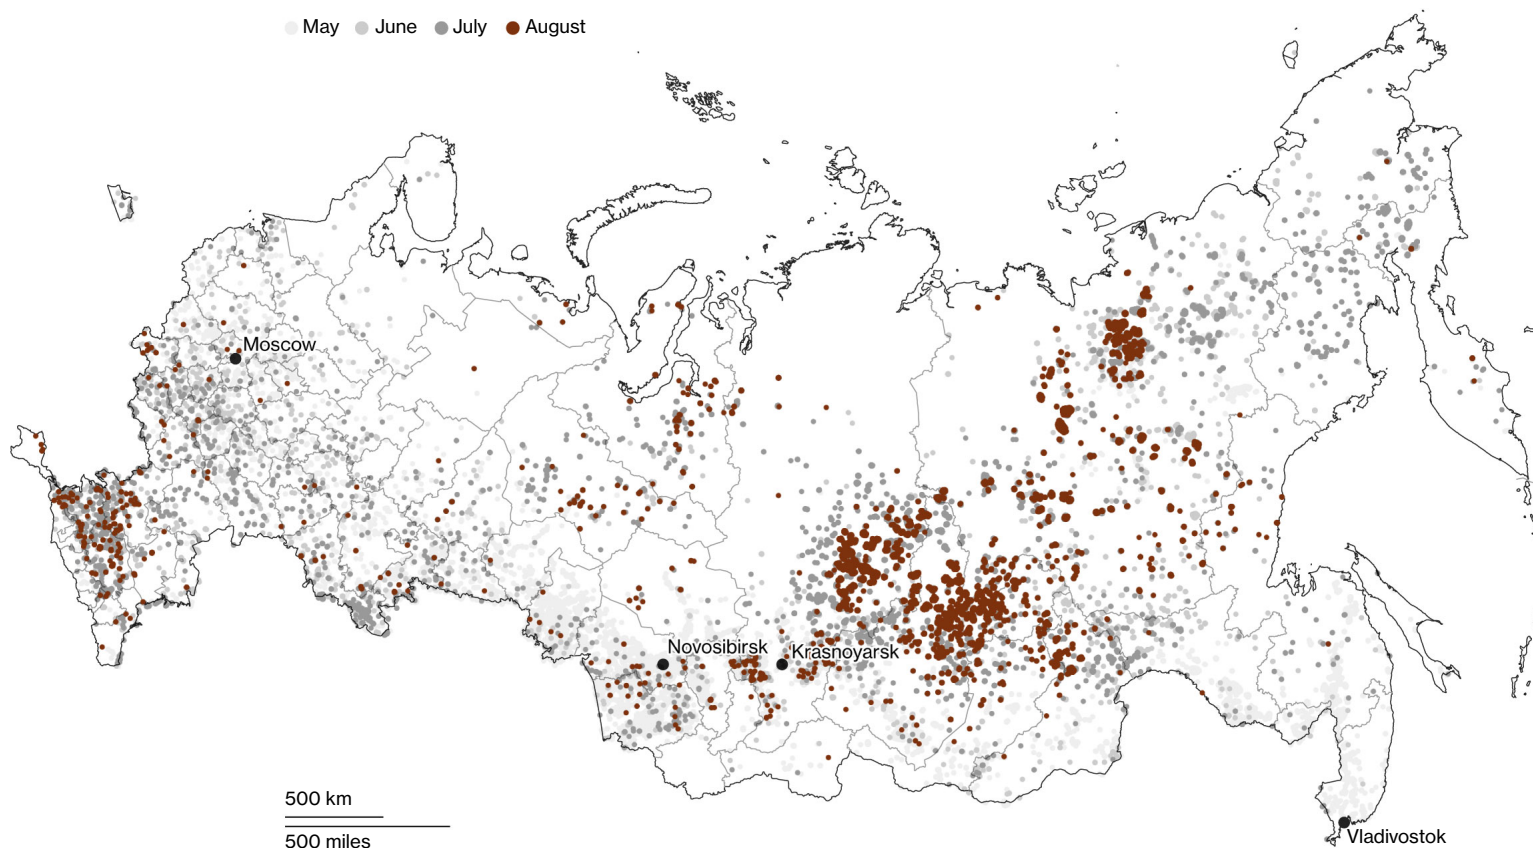 May June July August
Moscow
Novosibirsk
Krasnoyarsk
500 km
500 miles
Vladivostok